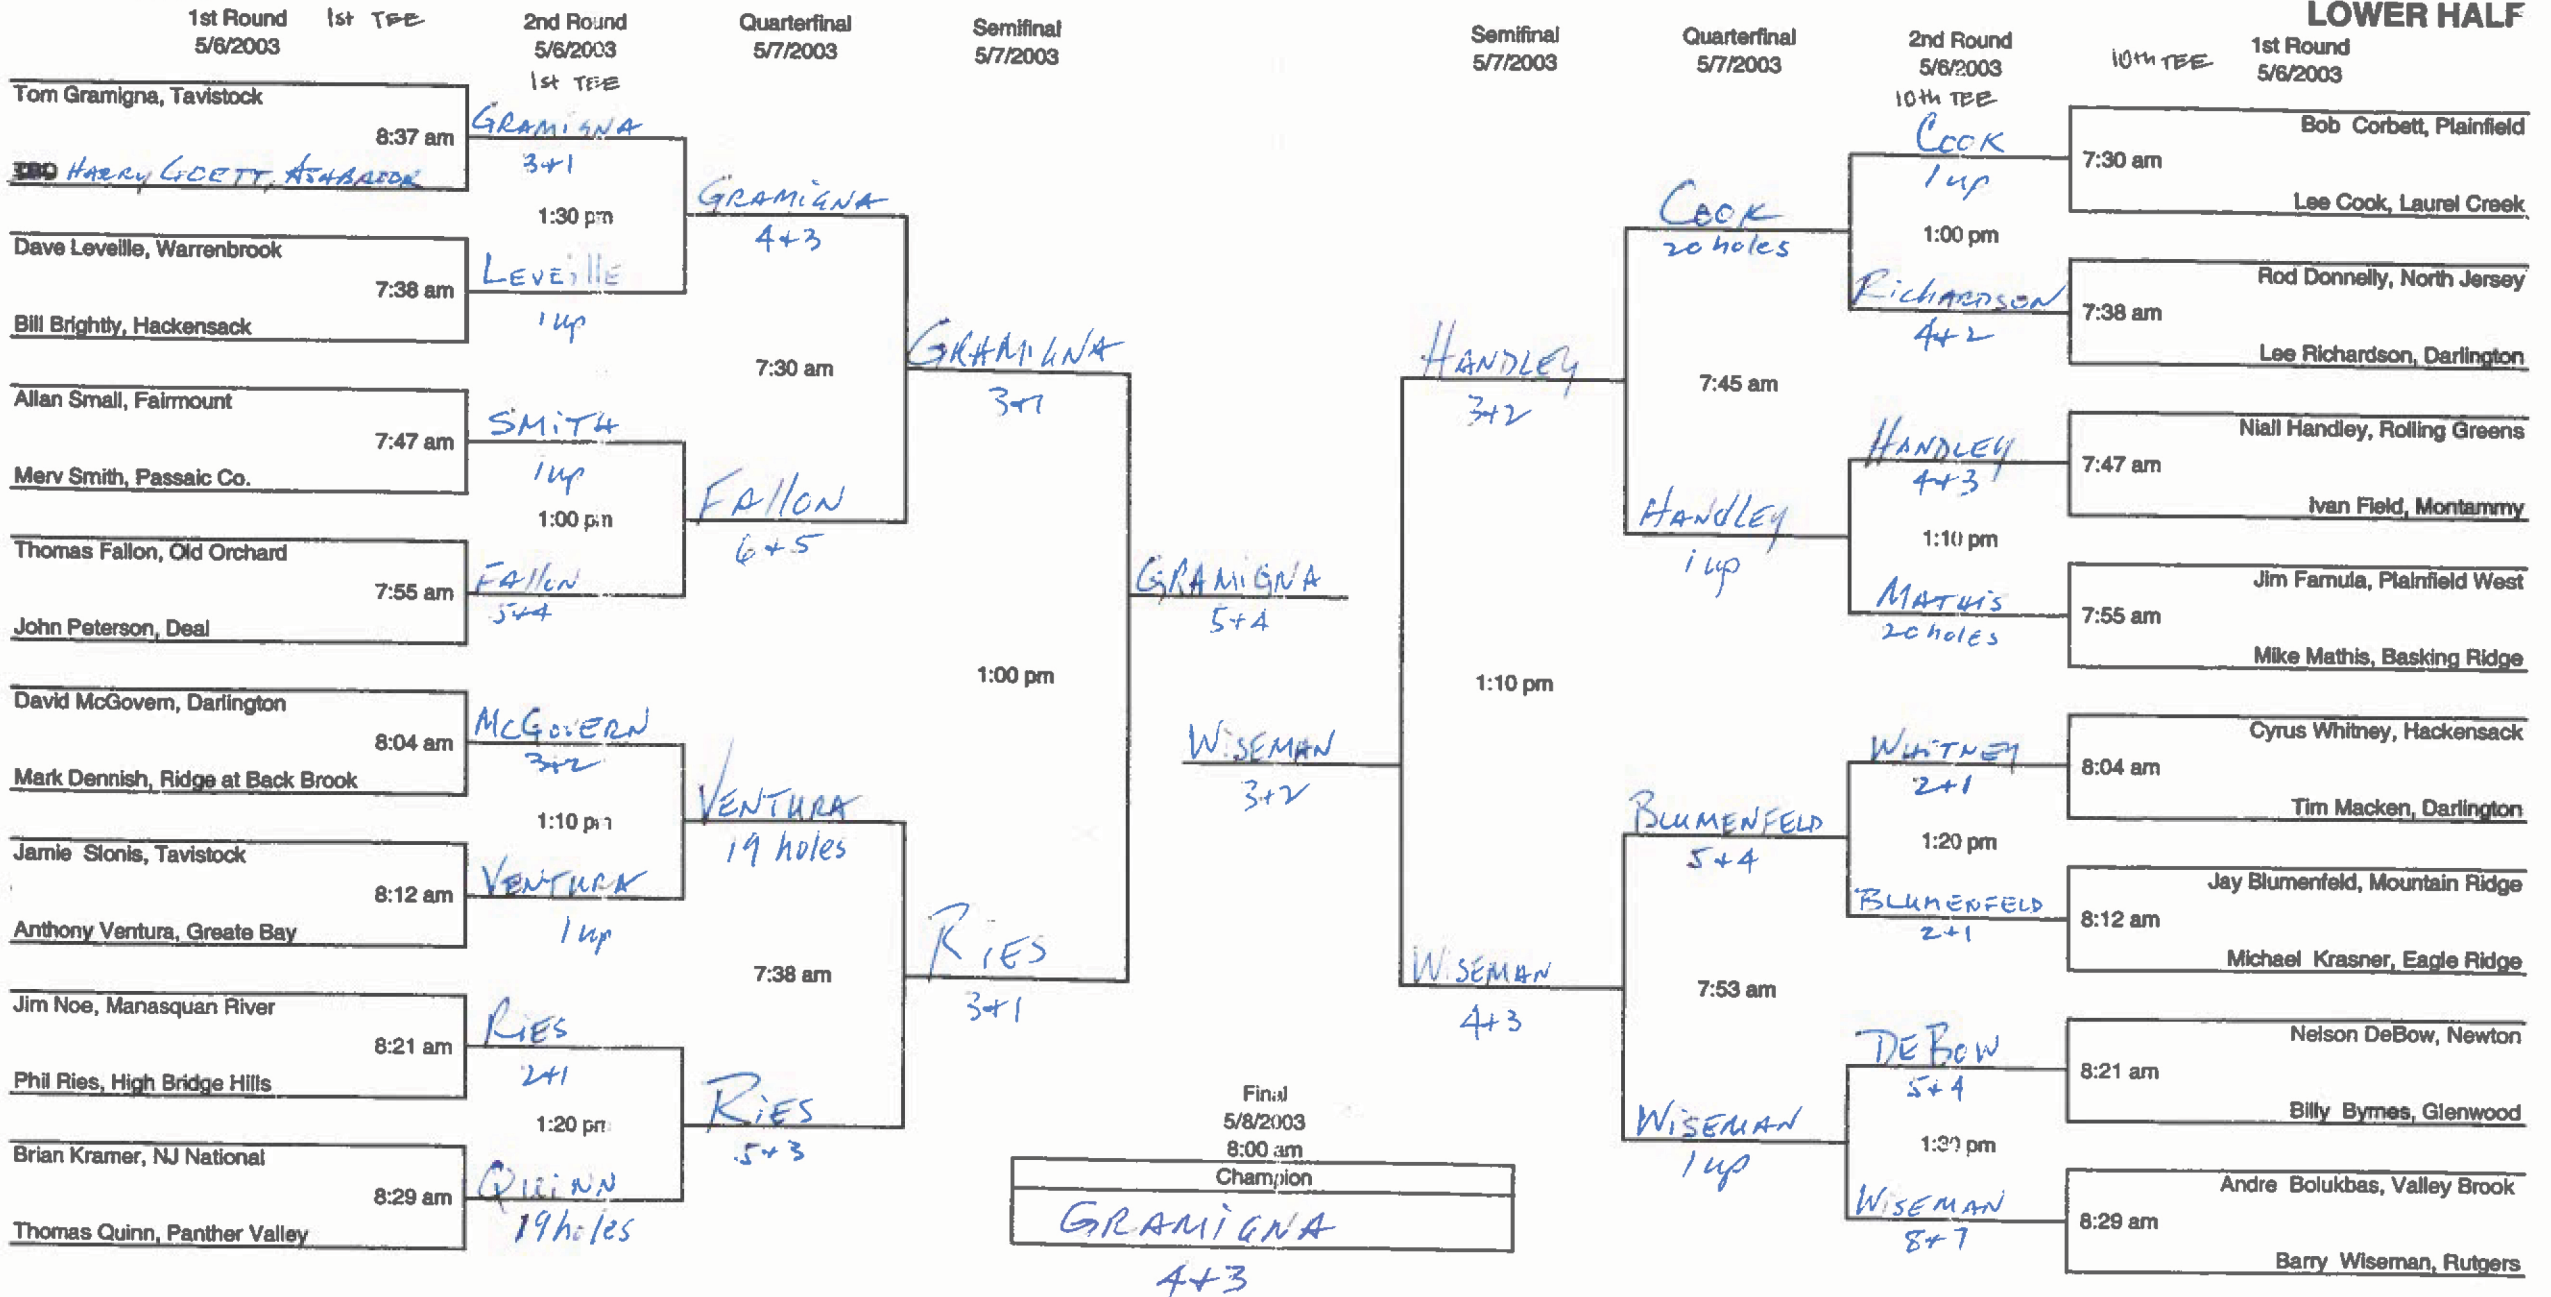 LOWER HALF
1st Round 1st TEE
5/6/2003
2nd Round
5/6/2003
1st TEE
Quarterfinal
5/7/2003
Semifinal
5/7/2003
Semifinal
5/7/2003
Quarterfinal
5/7/2003
2nd Round
5/6/2003
10th TEE
10th TEE
1st Round
5/6/2003
Tom Gramigna, Tavistock
8:37 am
TBD HARRY ASHBROOK
Dave Leveille, Warrenbrook
7:38 am
Bill Brightly, Hackensack
Allan Small, Fairmount
7:47 am
Merv Smith, Passaic Co.
Thomas Fallon, Old Orchard
7:55 am
John Peterson, Deal
David McGovern, Darlington
8:04 am
Mark Dennish, Ridge at Back Brook
Jamie Slonis, Tavistock
8:12 am
Anthony Ventura, Greate Bay
Jim Noe, Manasquan River
8:21 am
Phil Ries, High Bridge Hills
Brian Kramer, NJ National
8:29 am
Thomas Quinn, Panther Valley
GRAMIGNA
3+1
1:30 pm
LEVEillE
1 up
SMiTH
1 up
1:00 pm
FAllON
5+4
McGOVERN
3+2
1:10 pm
VENTURA
1 up
RiES
2+1
1:20 pm
QUiNN
19 holes
GRAMIGNA
4+3
7:30 am
FAllON
6+5
VENTURA
19 holes
7:38 am
RiES
5+3
GRAMIGNA
3+1
1:00 pm
RiES
3+1
GRAMIGNA
5+4
WiSEMAN
3+2
Final
5/8/2003
8:00 am
Champion
GRAMiGNA
4+3
HANDLEY
3+2
1:10 pm
WiSEMAN
4+3
COOK
20 holes
7:45 am
HANdLEY
1 up
BLUMENFELD
5+4
7:53 am
WiSEMAN
1 up
COOK
1 up
1:00 pm
RichARDSON
4+2
HANDLEY
4+3
1:10 pm
MATHiS
20 holes
WHiTNEY
2+1
1:20 pm
BLUMENFELD
2+1
DEBOW
5+4
1:30 pm
WiSEMAN
8+7
Bob Corbett, Plainfield
7:30 am
Lee Cook, Laurel Creek
Rod Donnelly, North Jersey
7:38 am
Lee Richardson, Darlington
Niall Handley, Rolling Greens
7:47 am
Ivan Field, Montammy
Jim Famula, Plainfield West
7:55 am
Mike Mathis, Basking Ridge
Cyrus Whitney, Hackensack
8:04 am
Tim Macken, Darlington
Jay Blumenfeld, Mountain Ridge
8:12 am
Michael Krasner, Eagle Ridge
Nelson DeBow, Newton
8:21 am
Billy Byrnes, Glenwood
Andre Bolukbas, Valley Brook
8:29 am
Barry Wiseman, Rutgers